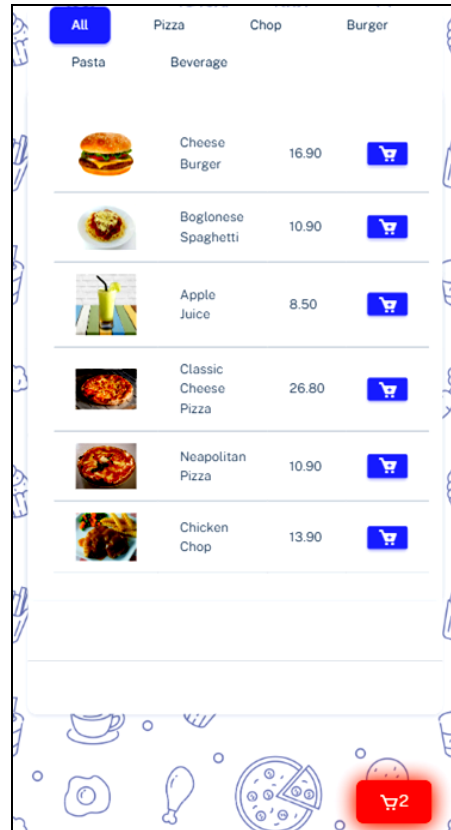 All
Pizza
Chop
Burger
Pasta
Beverage
Cheese
Burger
16.90
Boglonese
Spaghetti
10.90
Apple
Juice
8.50
Classic
Cheese
Pizza
26.80
Neapolitan
Pizza
10.90
Chicken
Chop
13.90
2